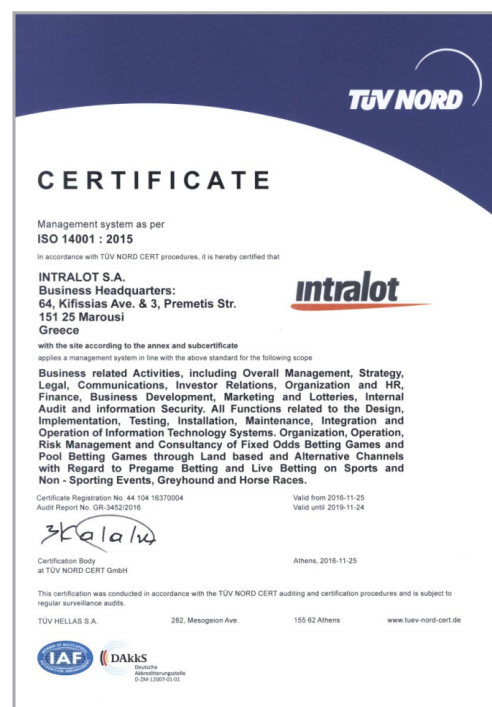 TÜV NORD
CERTIFICATE
Management system as per
ISO 14001 : 2015
In accordance with TÜV NORD CERT procedures, it is hereby certified that
INTRALOT S.A.
Business Headquarters:
64, Kifissias Ave. & 3, Premetis Str.
151 25 Marousi
Greece
intralot
with the site according to the annex and subcertificate
applies a management system in line with the above standard for the following scope
Business related Activities, including Overall Management, Strategy,
Legal, Communications, Investor Relations, Organization and HR,
Finance, Business Development, Marketing and Lotteries, Internal
Audit and information Security. All Functions related to the Design,
Implementation, Testing, Installation, Maintenance, Integration and
Operation of Information Technology Systems. Organization, Operation,
Risk Management and Consultancy of Fixed Odds Betting Games and
Pool Betting Games through Land based and Alternative Channels
with Regard to Pregame Betting and Live Betting on Sports and
Non - Sporting Events, Greyhound and Horse Races.
Certificate Registration No. 44 104 16370004
Audit Report No. GR-3452/2016
Valid from 2016-11-25
Valid until 2019-11-24
Certification Body
at TÜV NORD CERT GmbH
Athens, 2016-11-25
This certification was conducted in accordance with the TÜV NORD CERT auditing and certification procedures and is subject to
regular surveillance audits.
TÜV HELLAS S.A. 282, Mesogeion Ave. 155 62 Athens www.tuev-nord-cert.de
IAF
DAkkS
Deutsche
Akkreditierungsstelle
D-ZM-12007-01-01